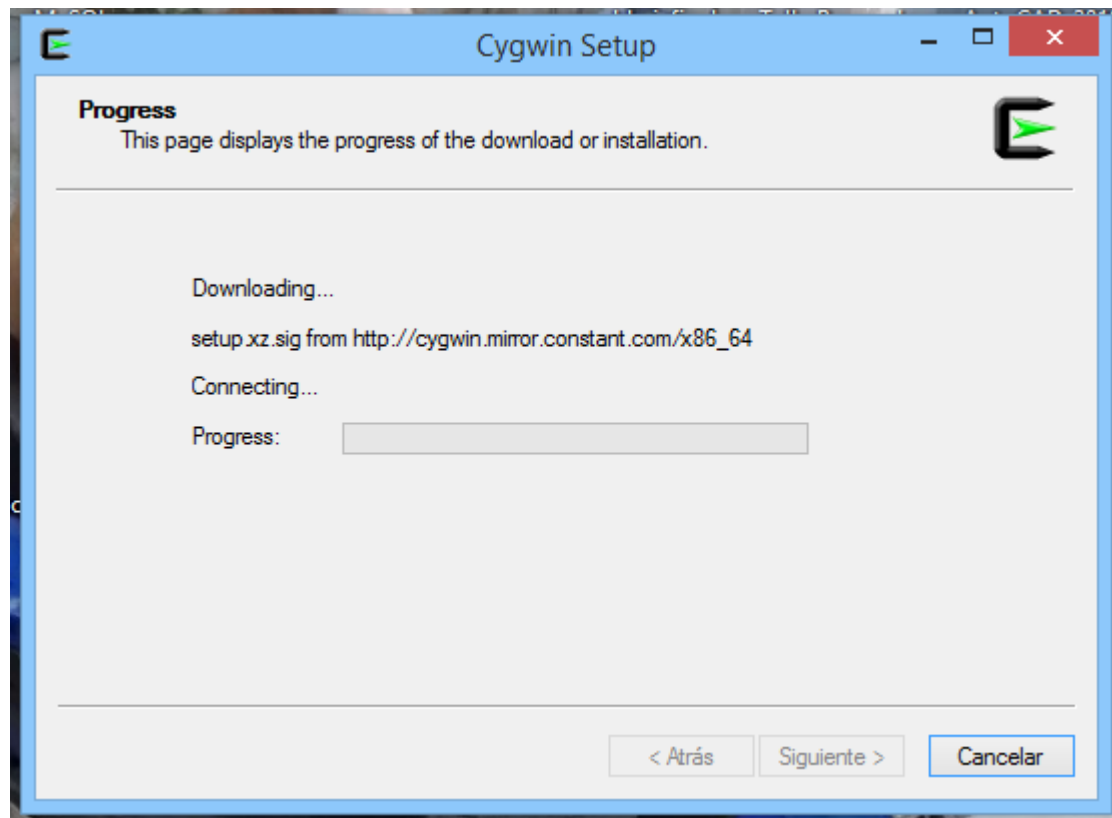 Cygwin Setup
Progress
This page displays the progress of the download or installation.
Downloading...
setup.xz.sig from http://cygwin.mirror.constant.com/x86_64
Connecting...
Progress:
< Atrás
Siguiente >
Cancelar